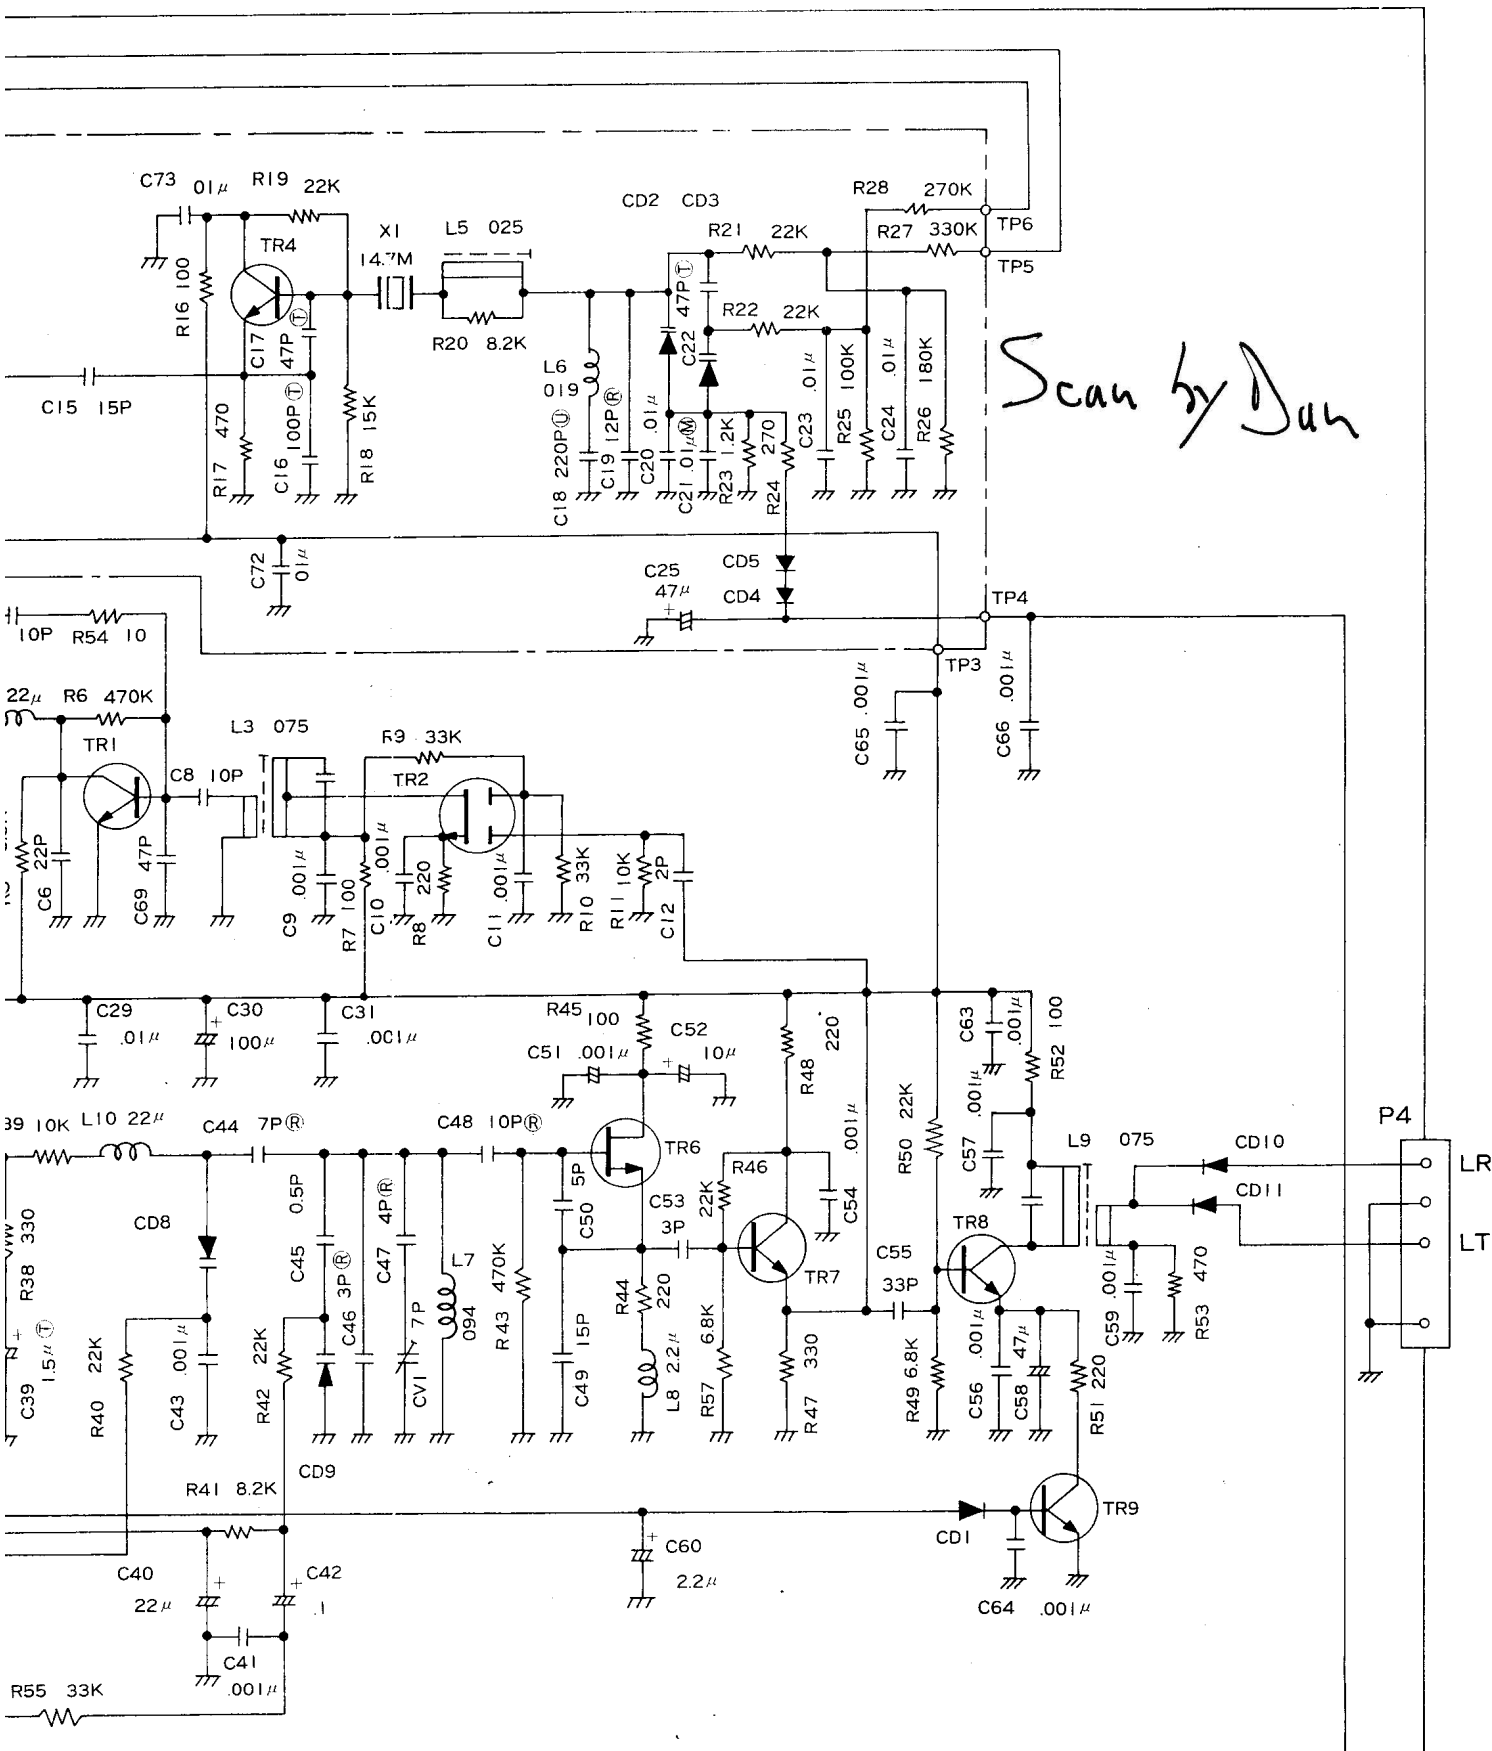 C73 .01μ R19 22K
TR4
R16 100
C17 47P Ⓣ
X1
14.7M
L5 025
R20 8.2K
C15 15P
R17 470
C16 100P Ⓣ
R18 15K
C72 .01μ
CD2 CD3
R28 270K
TP6
R21 22K
R27 330K
TP5
47P Ⓣ
C22
R22 22K
L6
019
C18 220P Ⓤ
C19 12P Ⓡ
C20 .01μ
C21 .01μ Ⓜ
R23 1.2K
R24 270
C23 .01μ
R25 100K
C24 .01μ
R26 180K
Scan by Dan
CD5
CD4
C25
47μ
+
TP4
TP3
C65 .001μ
C66 .001μ
10P R54 10
22μ R6 470K
TR1
C8 10P
L3 075
R9 33K
TR2
C6 22P
C69 47P
C9 .001μ
R7 100
C10 .001μ
R8 220
C11 .001μ
R10 33K
R11 10K
C12 2P
C29
.01μ
C30
+
100μ
C31
.001μ
R45
100
C51 .001μ
C52
+
10μ
R48 220
C63 .001μ
R52 100
39 10K L10 22μ
C44 7P Ⓡ
C48 10P Ⓡ
TR6
R38 330
CD8
C45 0.5P
C46 3P Ⓡ
C47 4P Ⓡ
CV1 7P
L7
094
R43 470K
C50 5P
C49 15P
R44 220
L8 2.2μ
C53
3P
R46
22K
R57 6.8K
TR7
R47 330
C54 .001μ
C55
33P
R50 22K
R49 6.8K
C57 .001μ
TR8
L9 075
C56 .001μ
C58 47μ
R51 220
C59 .001μ
R53 470
CD10
CD11
P4
LR
LT
C39 1.5μ Ⓣ
+
R40 22K
C43 .001μ
R42 22K
CD9
R41 8.2K
C40
22μ
+
C42
+
.1
C41
.001μ
R55 33K
C60
+
2.2μ
CD1
TR9
C64 .001μ